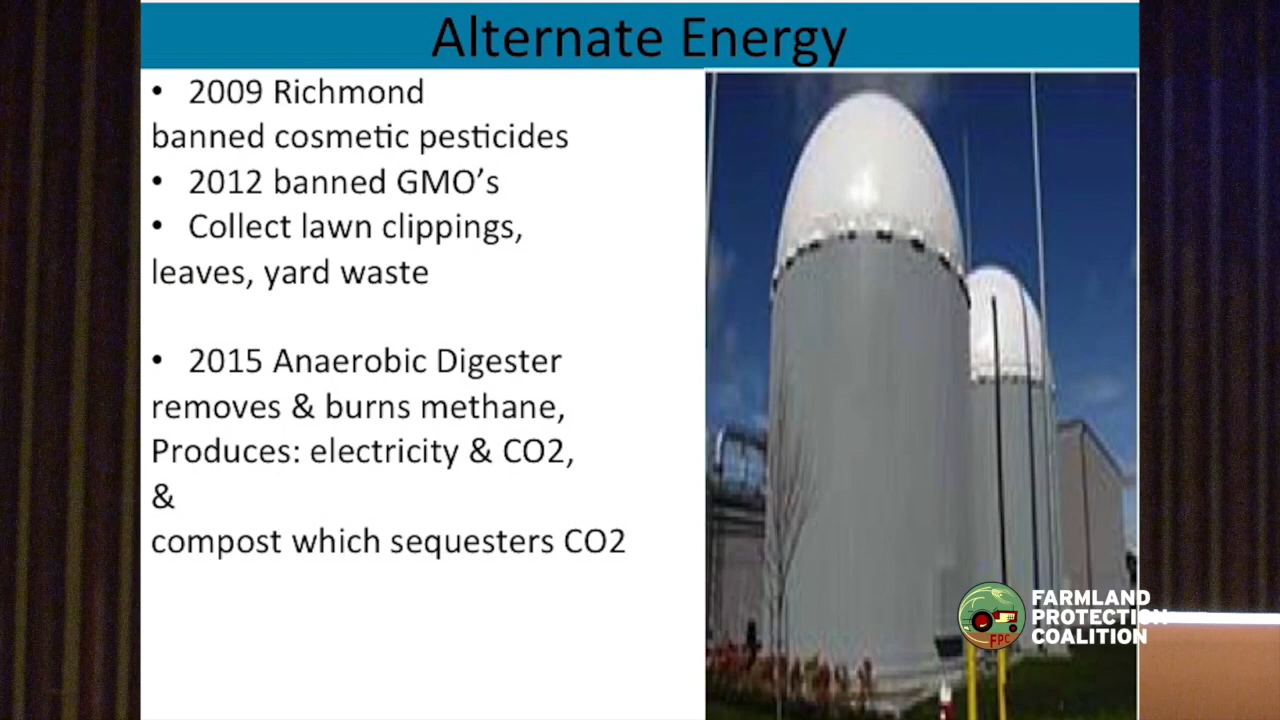 Alternate Energy
• 2009 Richmond
banned cosmetic pesticides
• 2012 banned GMO’s
• Collect lawn clippings,
leaves, yard waste
• 2015 Anaerobic Digester
removes & burns methane,
Produces: electricity & CO2,
&
compost which sequesters CO2
FPC
FARMLAND
PROTECTION
COALITION